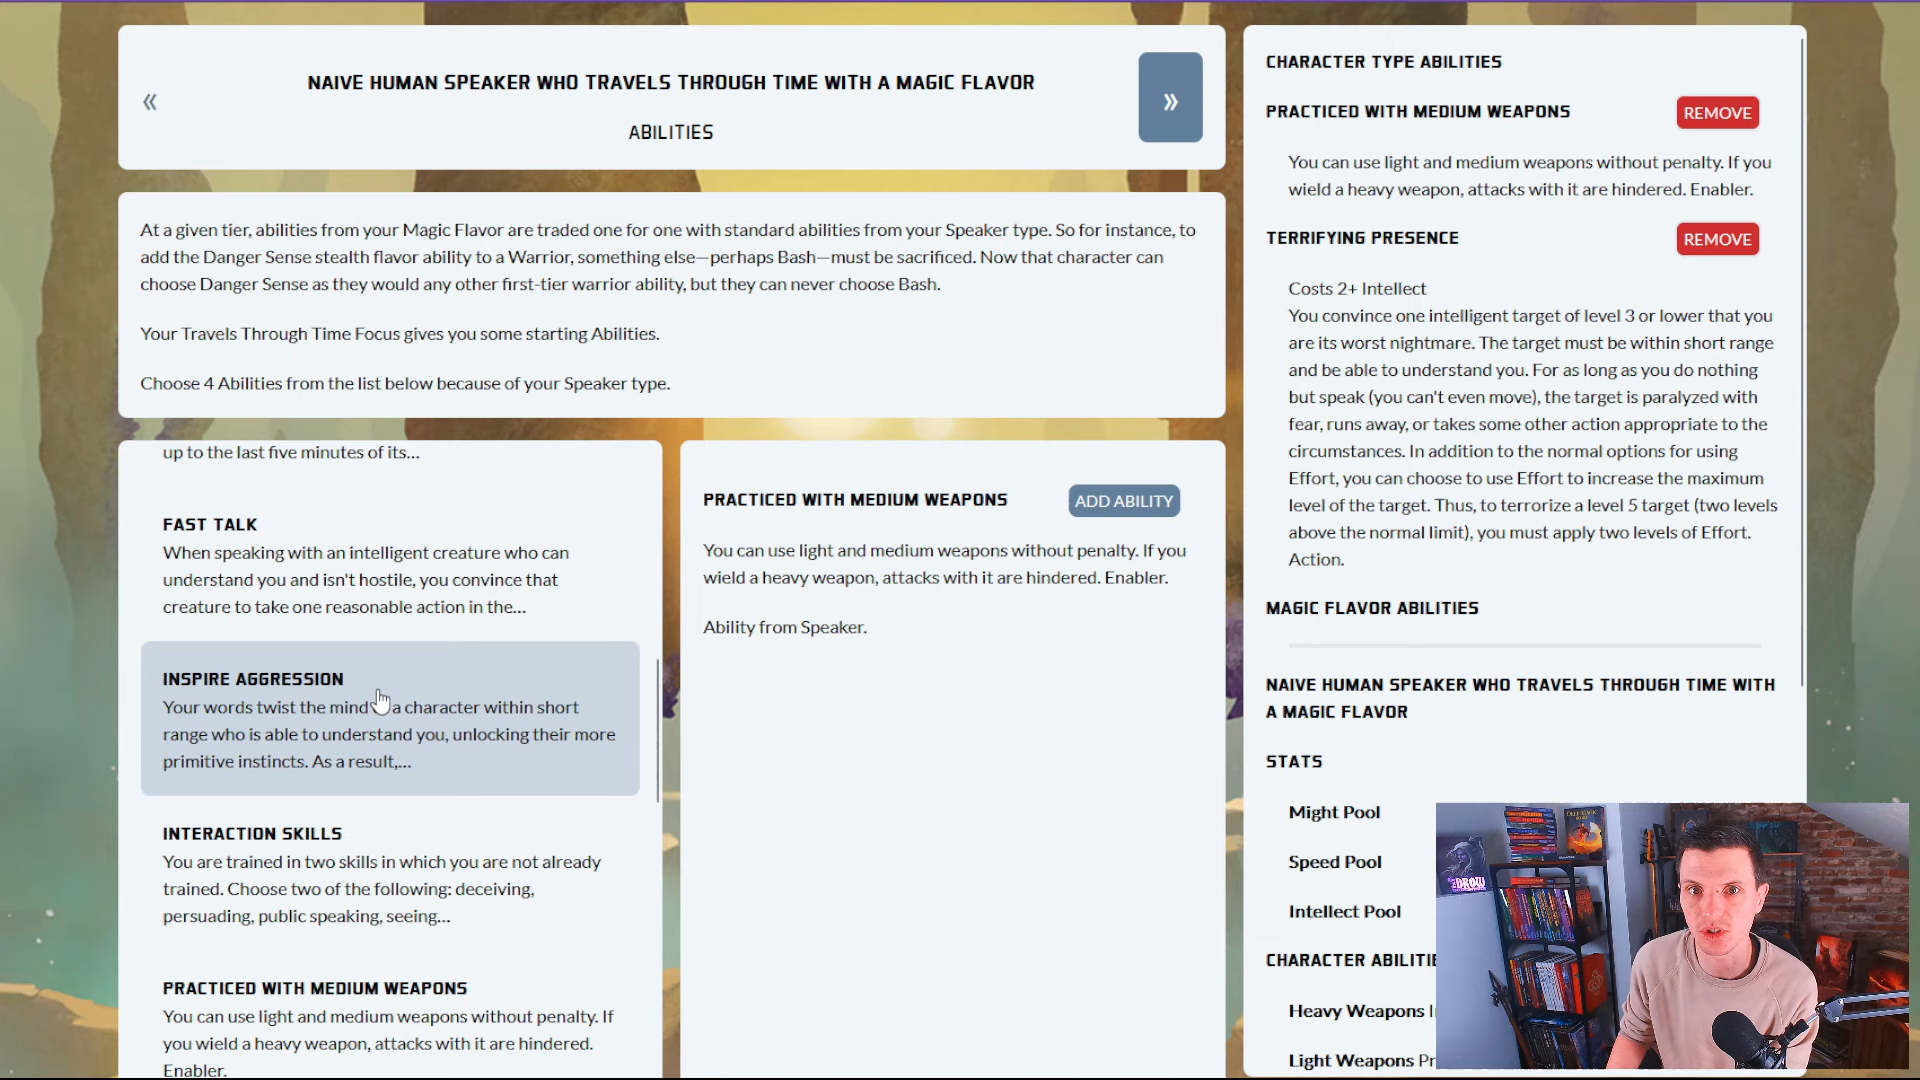 «
NAIVE HUMAN SPEAKER WHO TRAVELS THROUGH TIME WITH A MAGIC FLAVOR
ABILITIES
»
At a given tier, abilities from your Magic Flavor are traded one for one with standard abilities from your Speaker type. So for instance, to
add the Danger Sense stealth flavor ability to a Warrior, something else—perhaps Bash—must be sacrificed. Now that character can
choose Danger Sense as they would any other first-tier warrior ability, but they can never choose Bash.
Your Travels Through Time Focus gives you some starting Abilities.
Choose 4 Abilities from the list below because of your Speaker type.
up to the last five minutes of its...
FAST TALK
When speaking with an intelligent creature who can
understand you and isn't hostile, you convince that
creature to take one reasonable action in the...
INSPIRE AGGRESSION
Your words twist the mind a character within short
range who is able to understand you, unlocking their more
primitive instincts. As a result,...
INTERACTION SKILLS
You are trained in two skills in which you are not already
trained. Choose two of the following: deceiving,
persuading, public speaking, seeing...
PRACTICED WITH MEDIUM WEAPONS
You can use light and medium weapons without penalty. If
you wield a heavy weapon, attacks with it are hindered.
Enabler.
PRACTICED WITH MEDIUM WEAPONS
ADD ABILITY
You can use light and medium weapons without penalty. If you
wield a heavy weapon, attacks with it are hindered. Enabler.
Ability from Speaker.
CHARACTER TYPE ABILITIES
PRACTICED WITH MEDIUM WEAPONS
REMOVE
You can use light and medium weapons without penalty. If you
wield a heavy weapon, attacks with it are hindered. Enabler.
TERRIFYING PRESENCE
REMOVE
Costs 2+ Intellect
You convince one intelligent target of level 3 or lower that you
are its worst nightmare. The target must be within short range
and be able to understand you. For as long as you do nothing
but speak (you can't even move), the target is paralyzed with
fear, runs away, or takes some other action appropriate to the
circumstances. In addition to the normal options for using
Effort, you can choose to use Effort to increase the maximum
level of the target. Thus, to terrorize a level 5 target (two levels
above the normal limit), you must apply two levels of Effort.
Action.
MAGIC FLAVOR ABILITIES
NAIVE HUMAN SPEAKER WHO TRAVELS THROUGH TIME WITH
A MAGIC FLAVOR
STATS
Might Pool
Speed Pool
Intellect Pool
CHARACTER ABILITIE
Heavy Weapons
Light Weapons Pr
DROW